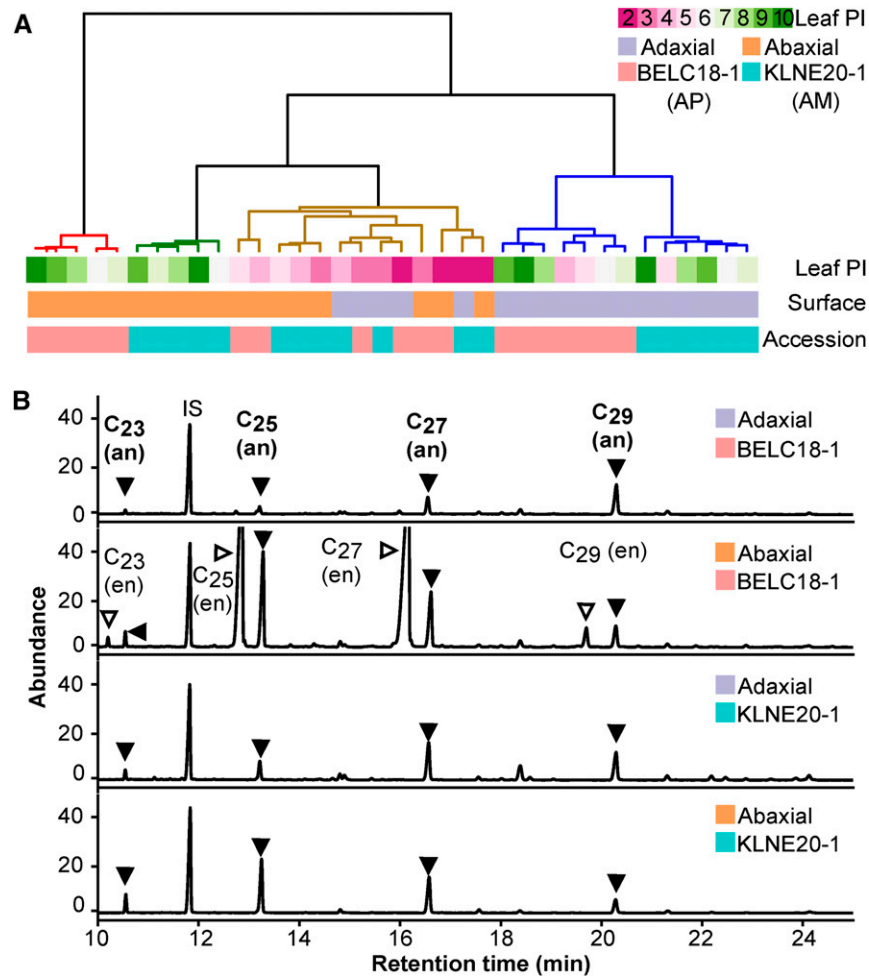 A
2 3 4 5 6 7 8 9 10 Leaf PI
Adaxial Abaxial
BELC18-1 KLNE20-1
(AP) (AM)
Leaf PI
Surface
Accession
B
Abundance
40
20
0
C23
(an)
IS
C25
(an)
C27
(an)
C29
(an)
Adaxial
BELC18-1
40
20
0
C23
(en)
C25
(en)
C27
(en)
C29 (en)
Abaxial
BELC18-1
40
20
0
Adaxial
KLNE20-1
40
20
0
Abaxial
KLNE20-1
10 12 14 16 18 20 22 24
Retention time (min)